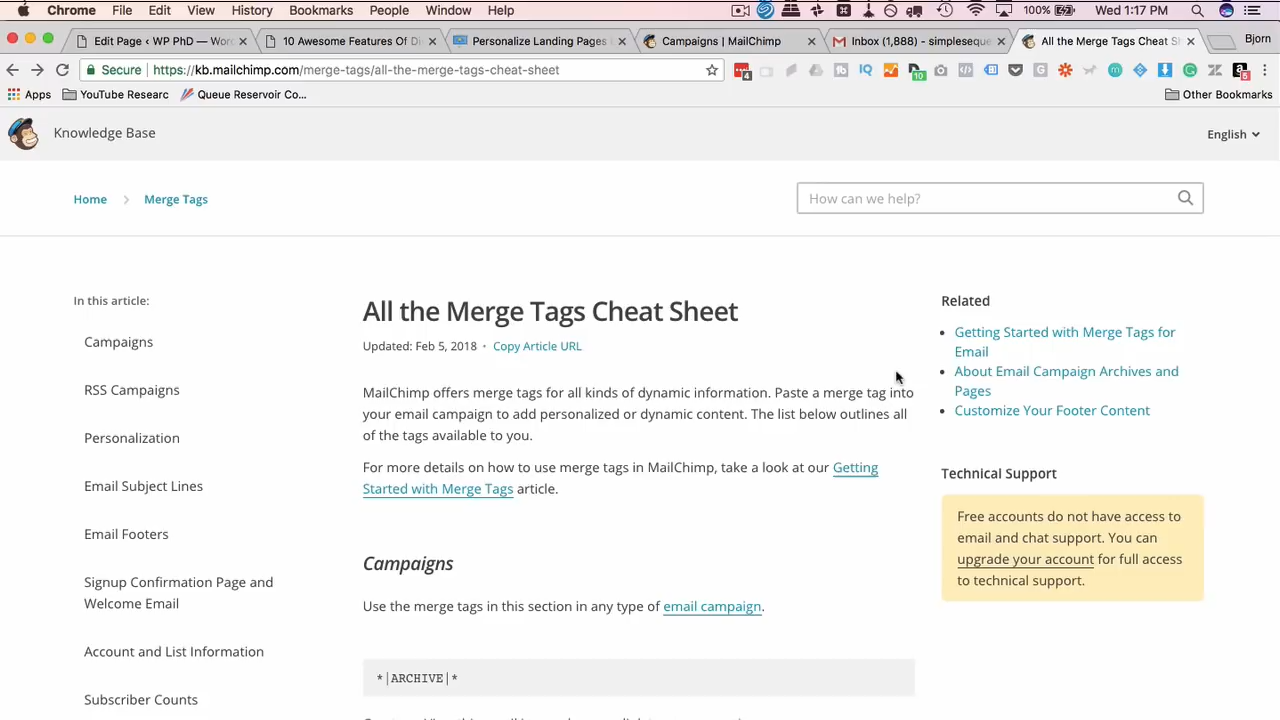 Chrome File Edit View History Bookmarks People Window Help 100% Wed 1:17 PM
Edit Page ‹ WP PhD — Wor 10 Awesome Features Of Di Personalize Landing Pages Campaigns | MailChimp Inbox (1,888) - simpleseque All the Merge Tags Cheat Sh Bjorn
Secure https://kb.mailchimp.com/merge-tags/all-the-merge-tags-cheat-sheet
Apps YouTube Researc Queue Reservoir Co... Other Bookmarks
Knowledge Base English
Home Merge Tags How can we help?
In this article:
Campaigns
RSS Campaigns
Personalization
Email Subject Lines
Email Footers
Signup Confirmation Page and
Welcome Email
Account and List Information
Subscriber Counts
All the Merge Tags Cheat Sheet
Updated: Feb 5, 2018 • Copy Article URL
MailChimp offers merge tags for all kinds of dynamic information. Paste a merge tag into
your email campaign to add personalized or dynamic content. The list below outlines all
of the tags available to you.
For more details on how to use merge tags in MailChimp, take a look at our Getting
Started with Merge Tags article.
Campaigns
Use the merge tags in this section in any type of email campaign.
*|ARCHIVE|*
Related
Getting Started with Merge Tags for
Email
About Email Campaign Archives and
Pages
Customize Your Footer Content
Technical Support
Free accounts do not have access to
email and chat support. You can
upgrade your account for full access
to technical support.